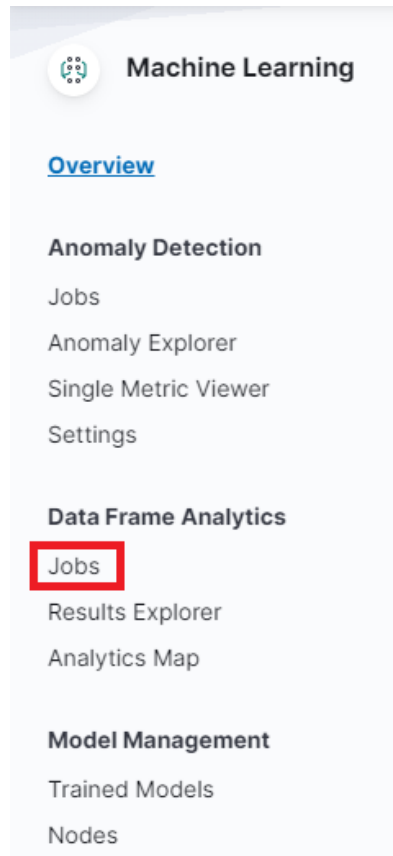 Machine Learning
Overview
Anomaly Detection
Jobs
Anomaly Explorer
Single Metric Viewer
Settings
Data Frame Analytics
Jobs
Results Explorer
Analytics Map
Model Management
Trained Models
Nodes